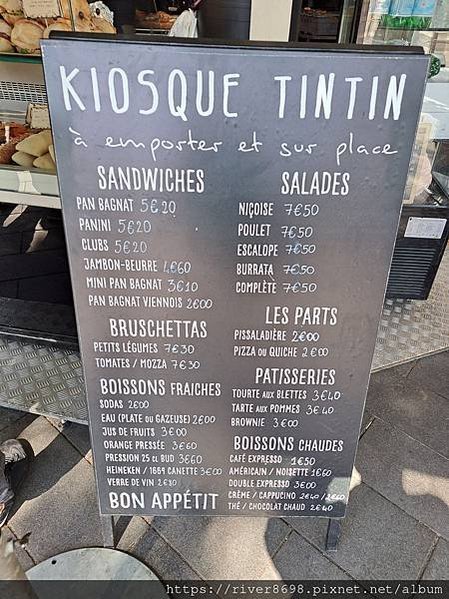 KIOSQUE TINTIN
à emporter et sur place
SANDWICHES
PAN BAGNAT 5€20
PANINI 5€20
CLUBS 5€20
JAMBON-BEURRE 4€60
MINI PAN BAGNAT 3€10
PAN BAGNAT VIENNOIS 2€00
BRUSCHETTAS
PETITS LÉGUMES 7€30
TOMATES / MOZZA 7€30
BOISSONS FRAICHES
SODAS 2€00
EAU (PLATE OU GAZEUSE) 2€00
JUS DE FRUITS 3€00
ORANGE PRESSÉE 3€60
PRESSION 25 CL BUD 3€60
HEINEKEN / 1664 CANETTE 3€00
VERRE DE VIN 2€80
BON APPÉTIT
SALADES
NIÇOISE 7€50
POULET 7€50
ESCALOPE 7€50
BURRATA 7€50
COMPLÈTE 7€50
LES PARTS
PISSALADIÈRE 2€00
PIZZA OU QUICHE 2€00
PATISSERIES
TOURTE AUX BLETTES 3€40
TARTE AUX POMMES 3€40
BROWNIE 3€00
BOISSONS CHAUDES
CAFÉ EXPRESSO 1€50
AMÉRICAIN / NOISETTE 1€60
DOUBLE EXPRESSO 3€00
CRÈME / CAPPUCINO 2€40 / 2€60
THÉ / CHOCOLAT CHAUD 2€40
https://river8698.pixnet.net/album